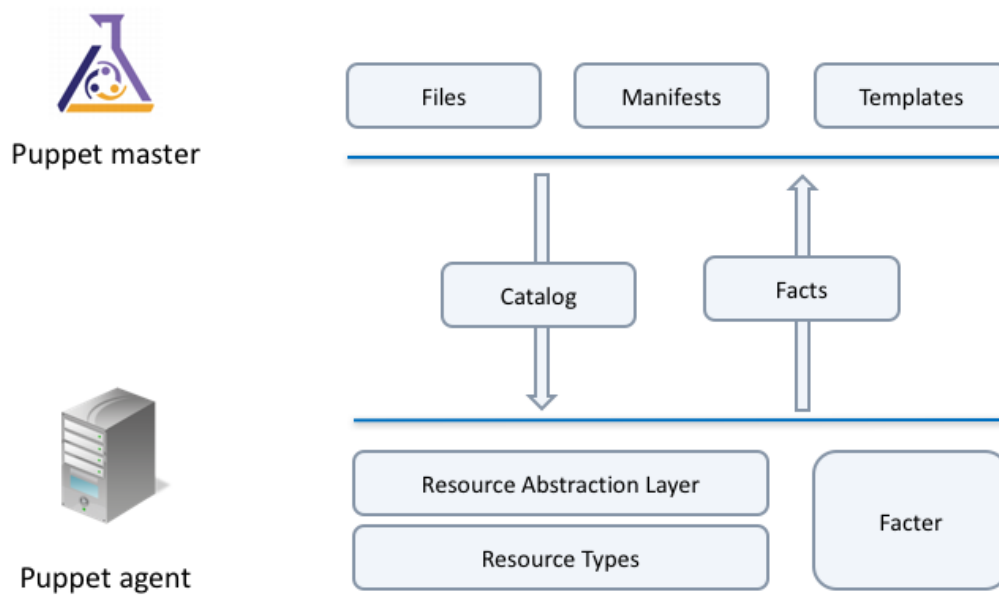 Files
Manifests
Templates
Puppet master
Catalog
Facts
Resource Abstraction Layer
Facter
Resource Types
Puppet agent